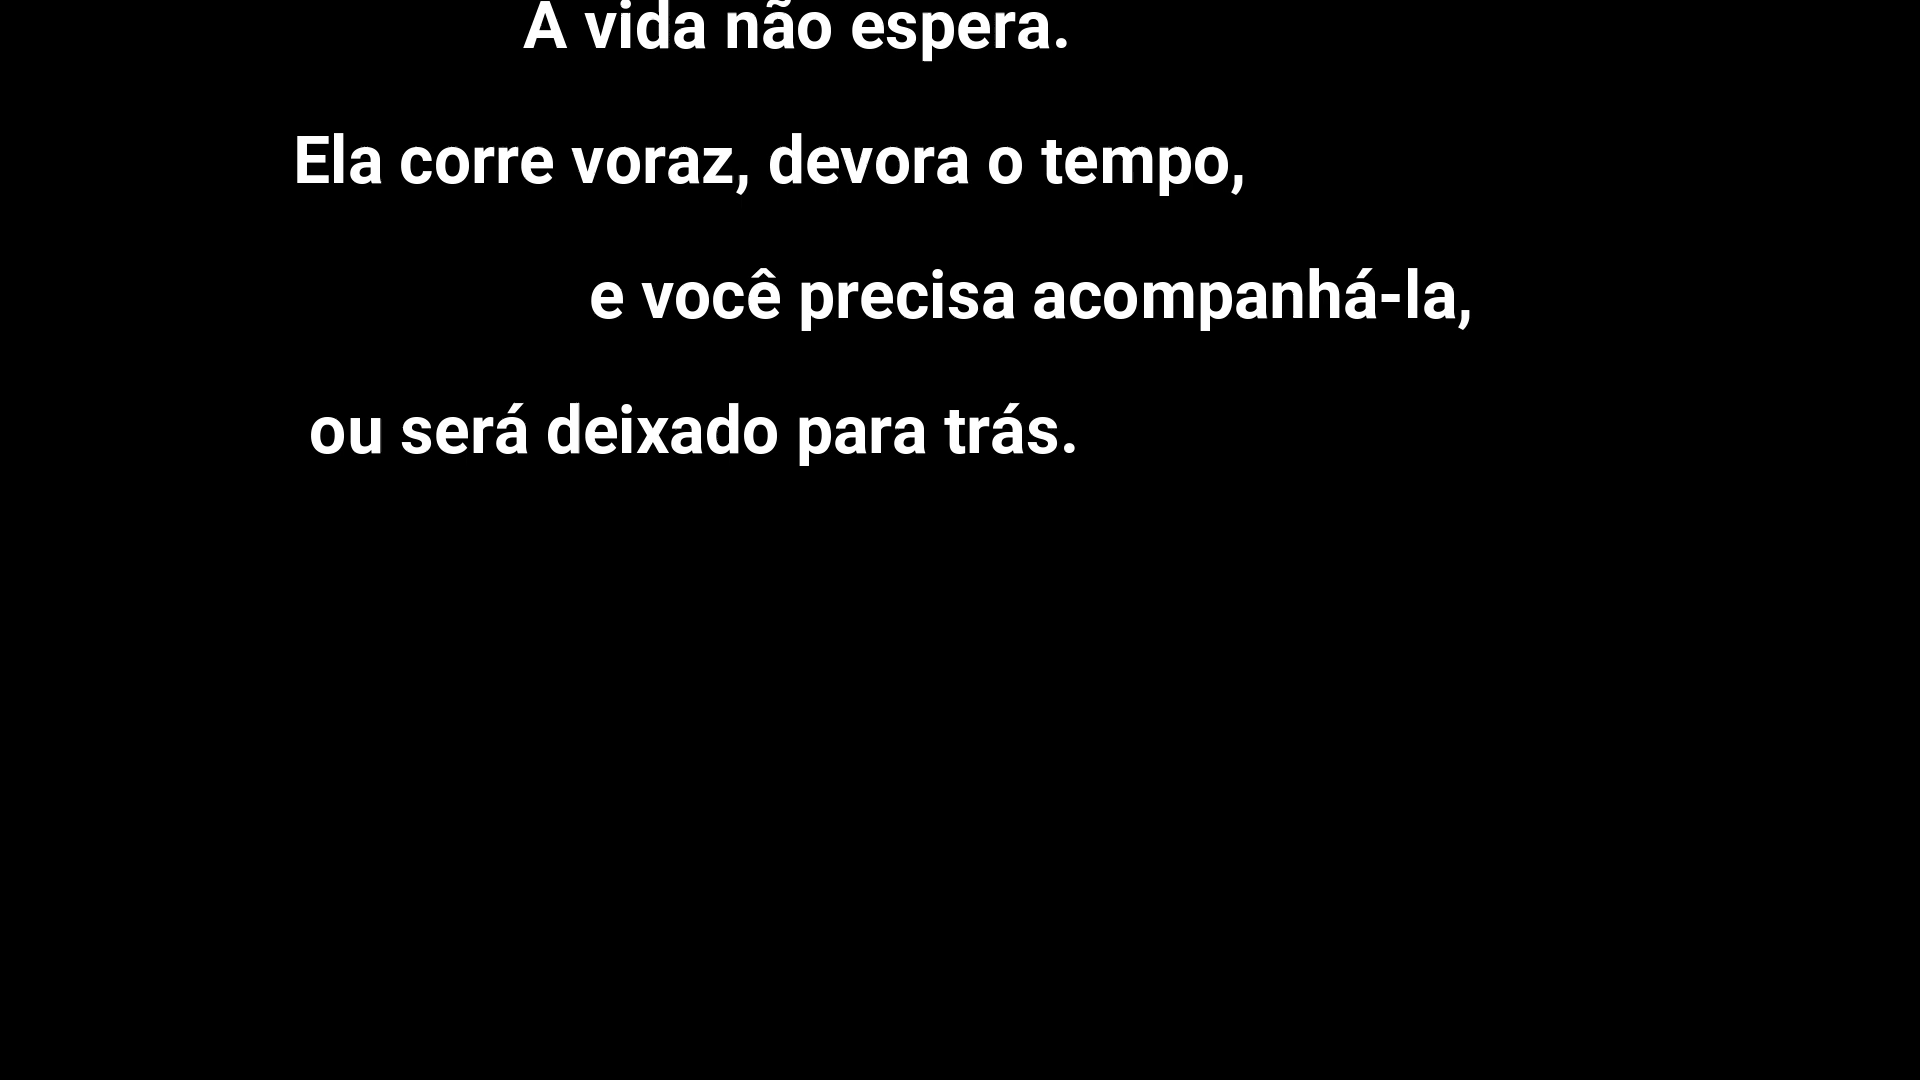 A vida não espera.
Ela corre voraz, devora o tempo,
e você precisa acompanhá-la,
ou será deixado para trás.